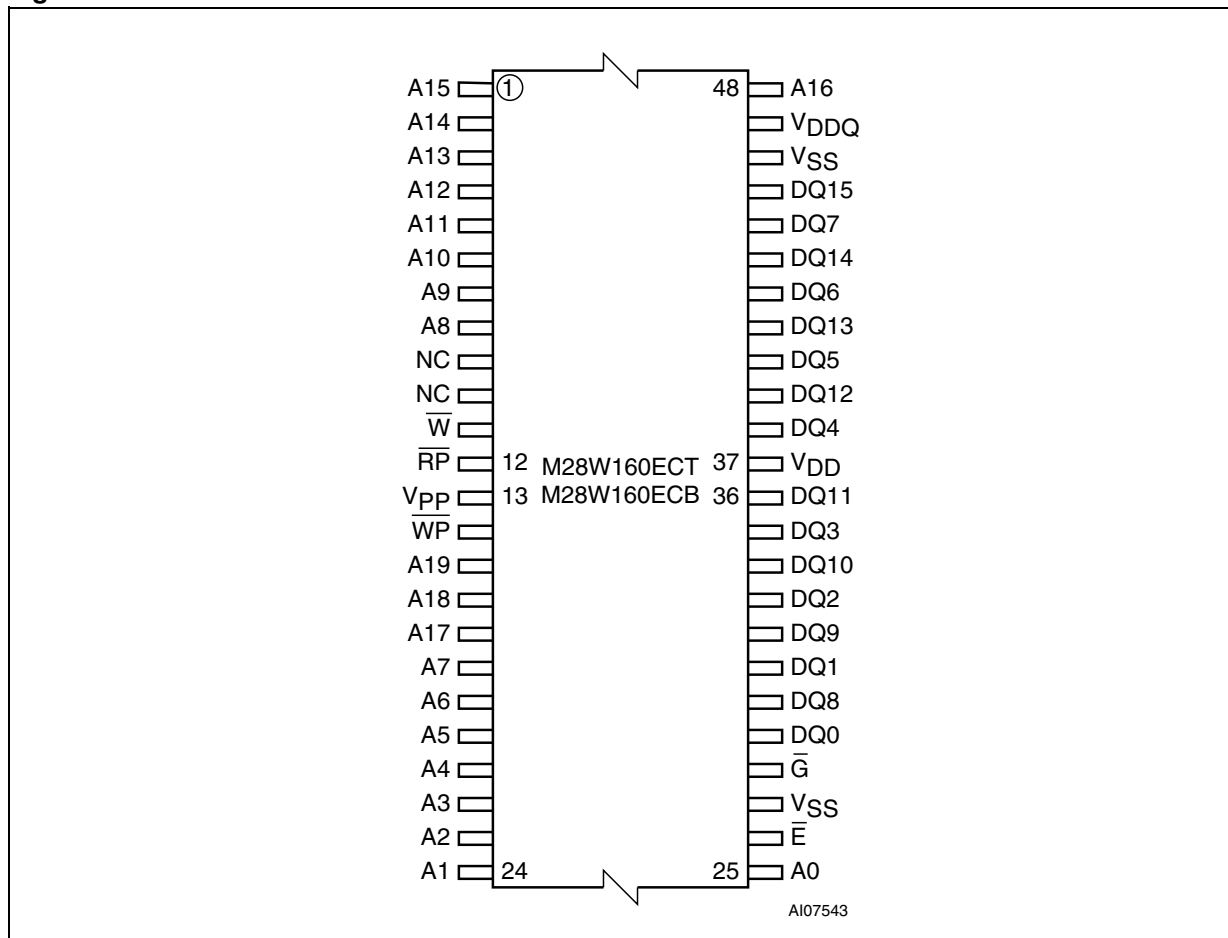 A15 1 48 A16
A14 VDDQ
A13 VSS
A12 DQ15
A11 DQ7
A10 DQ14
A9 DQ6
A8 DQ13
NC DQ5
NC DQ12
W̅ DQ4
R̅P̅ 12 M28W160ECT 37 VDD
VPP 13 M28W160ECB 36 DQ11
W̅P̅ DQ3
A19 DQ10
A18 DQ2
A17 DQ9
A7 DQ1
A6 DQ8
A5 DQ0
A4 G̅
A3 VSS
A2 E̅
A1 24 25 A0
AI07543